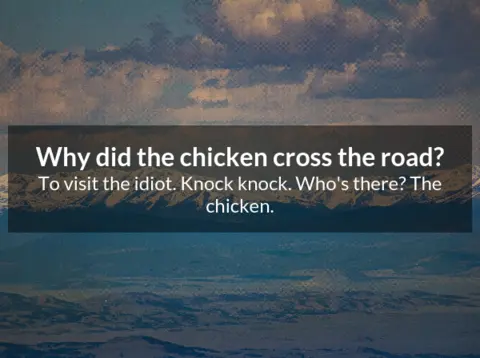 Why did the chicken cross the road?
To visit the idiot. Knock knock. Who's there? The
chicken.